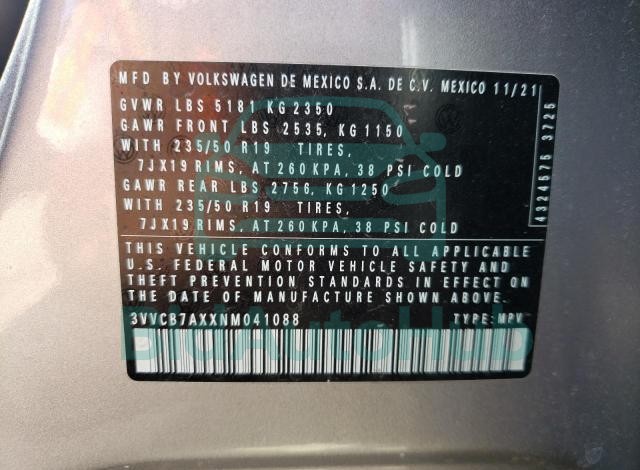 MFD BY VOLKSWAGEN DE MEXICO S.A. DE C.V. MEXICO 11/21
GVWR LBS 5181 KG 2350
GAWR FRONT LBS 2535, KG 1150
WITH 235/50 R19 TIRES,
7JX19 RIMS, AT 260 KPA, 38 PSI COLD
GAWR REAR LBS 2756, KG 1250
WITH 235/50 R19 TIRES,
7JX19 RIMS, AT 260 KPA, 38 PSI COLD
THIS VEHICLE CONFORMS TO ALL APPLICABLE
U.S. FEDERAL MOTOR VEHICLE SAFETY AND
THEFT PREVENTION STANDARDS IN EFFECT ON
THE DATE OF MANUFACTURE SHOWN ABOVE.
3VVCB7AXXNM041088 TYPE: MPV
4324575 3725
BidAutoHub